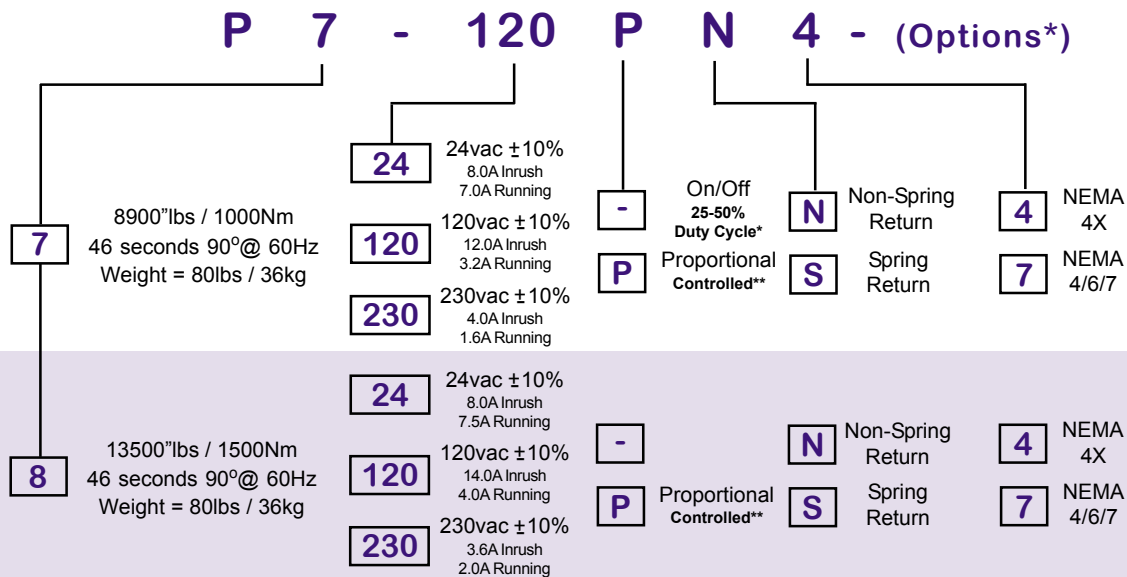 P 7 - 120 P N 4 - (Options*)
7
8900"lbs / 1000Nm
46 seconds 90°@ 60Hz
Weight = 80lbs / 36kg
24
24vac ±10%
8.0A Inrush
7.0A Running
120
120vac ±10%
12.0A Inrush
3.2A Running
230
230vac ±10%
4.0A Inrush
1.6A Running
-
On/Off
25-50%
Duty Cycle*
P
Proportional
Controlled**
N
Non-Spring
Return
S
Spring
Return
4
NEMA
4X
7
NEMA
4/6/7
8
13500"lbs / 1500Nm
46 seconds 90°@ 60Hz
Weight = 80lbs / 36kg
24
24vac ±10%
8.0A Inrush
7.5A Running
120
120vac ±10%
14.0A Inrush
4.0A Running
230
230vac ±10%
3.6A Inrush
2.0A Running
-
P
Proportional
Controlled**
N
Non-Spring
Return
S
Spring
Return
4
NEMA
4X
7
NEMA
4/6/7